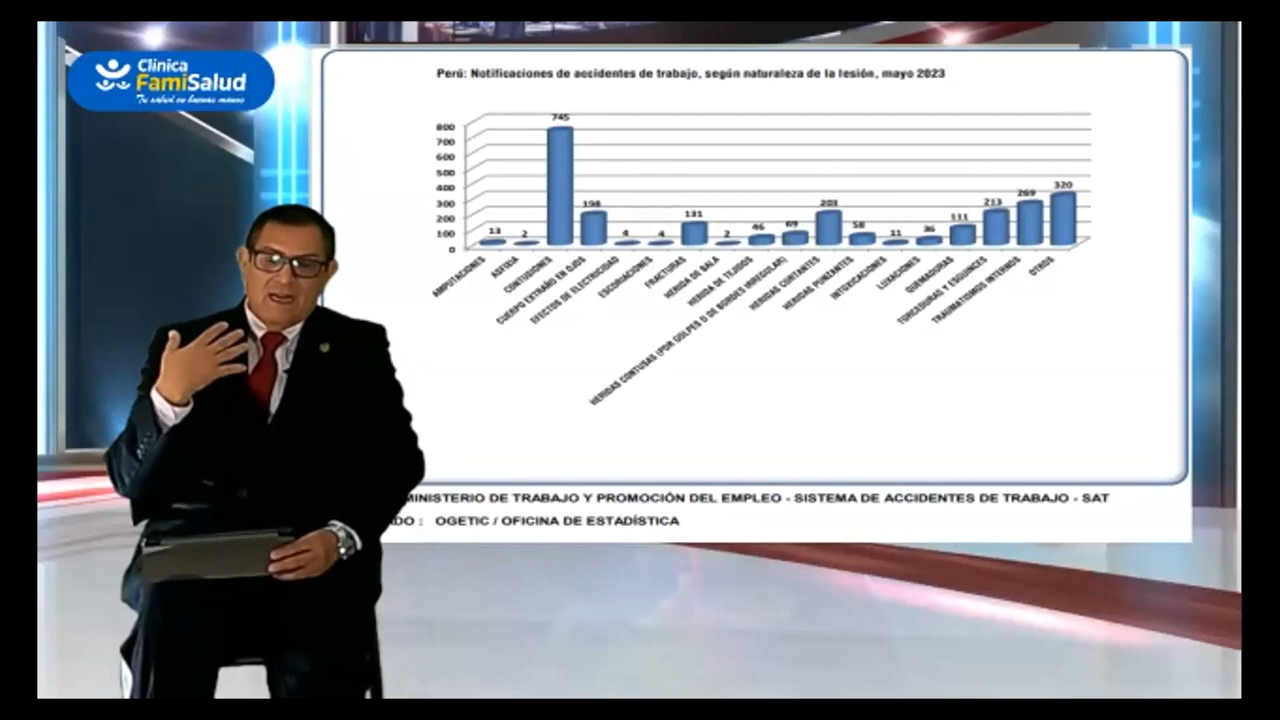 Clínica
FamiSalud
Tu salud en buenas manos
Perú: Notificaciones de accidentes de trabajo, según naturaleza de la lesión, mayo 2023
800
700
600
500
400
300
200
100
0
13
2
745
198
4
4
131
2
46
69
203
58
11
36
111
213
269
320
AMPUTACIONES
ASFIXIA
CONTUSIONES
CUERPO EXTRAÑO EN OJOS
EFECTOS DE ELECTRICIDAD
ESCORIACIONES
FRACTURAS
HERIDA DE BALA
HERIDA DE TEJIDOS
HERIDAS CONTUSAS (POR GOLPES O DE BORDES IRREGULAR)
HERIDAS CORTANTES
HERIDAS PUNZANTES
INTOXICACIONES
LUXACIONES
QUEMADURAS
TORCEDURAS Y ESGUINCES
TRAUMATISMOS INTERNOS
OTROS
MINISTERIO DE TRABAJO Y PROMOCIÓN DEL EMPLEO - SISTEMA DE ACCIDENTES DE TRABAJO - SAT
ADO : OGETIC / OFICINA DE ESTADÍSTICA